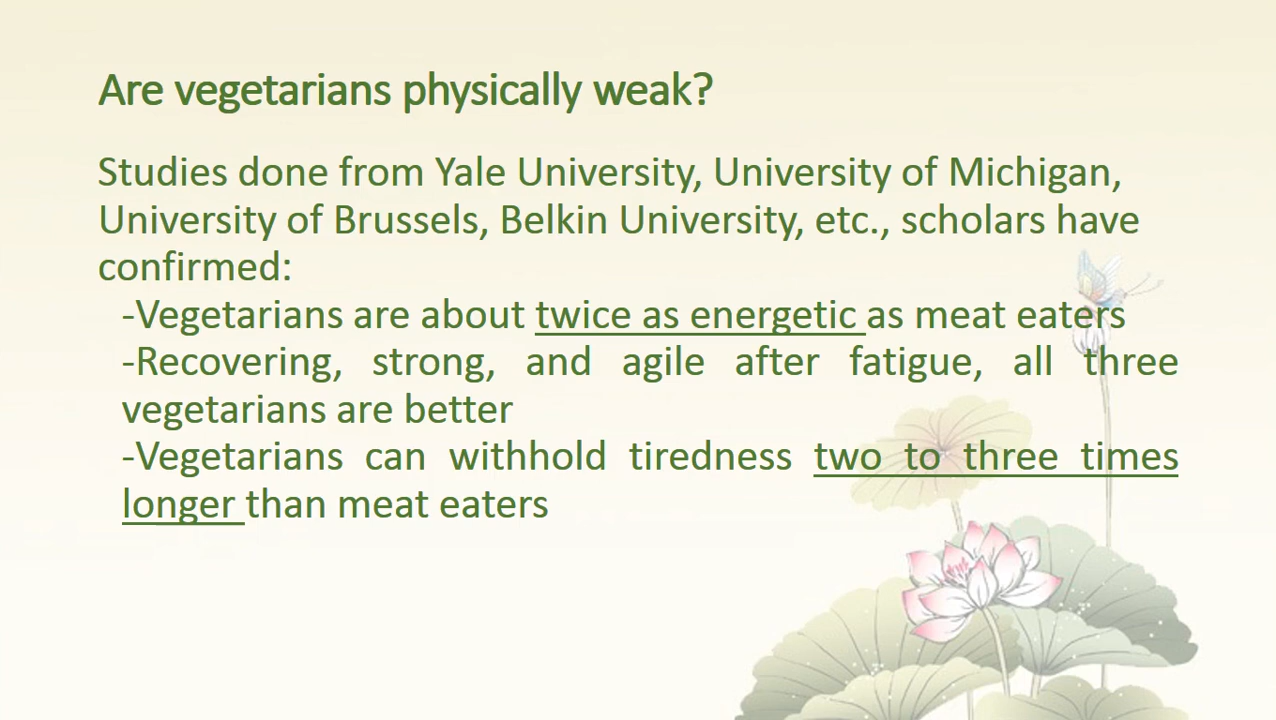 Are vegetarians physically weak?
Studies done from Yale University, University of Michigan,
University of Brussels, Belkin University, etc., scholars have
confirmed:
-Vegetarians are about twice as energetic as meat eaters
-Recovering, strong, and agile after fatigue, all three
vegetarians are better
-Vegetarians can withhold tiredness two to three times
longer than meat eaters